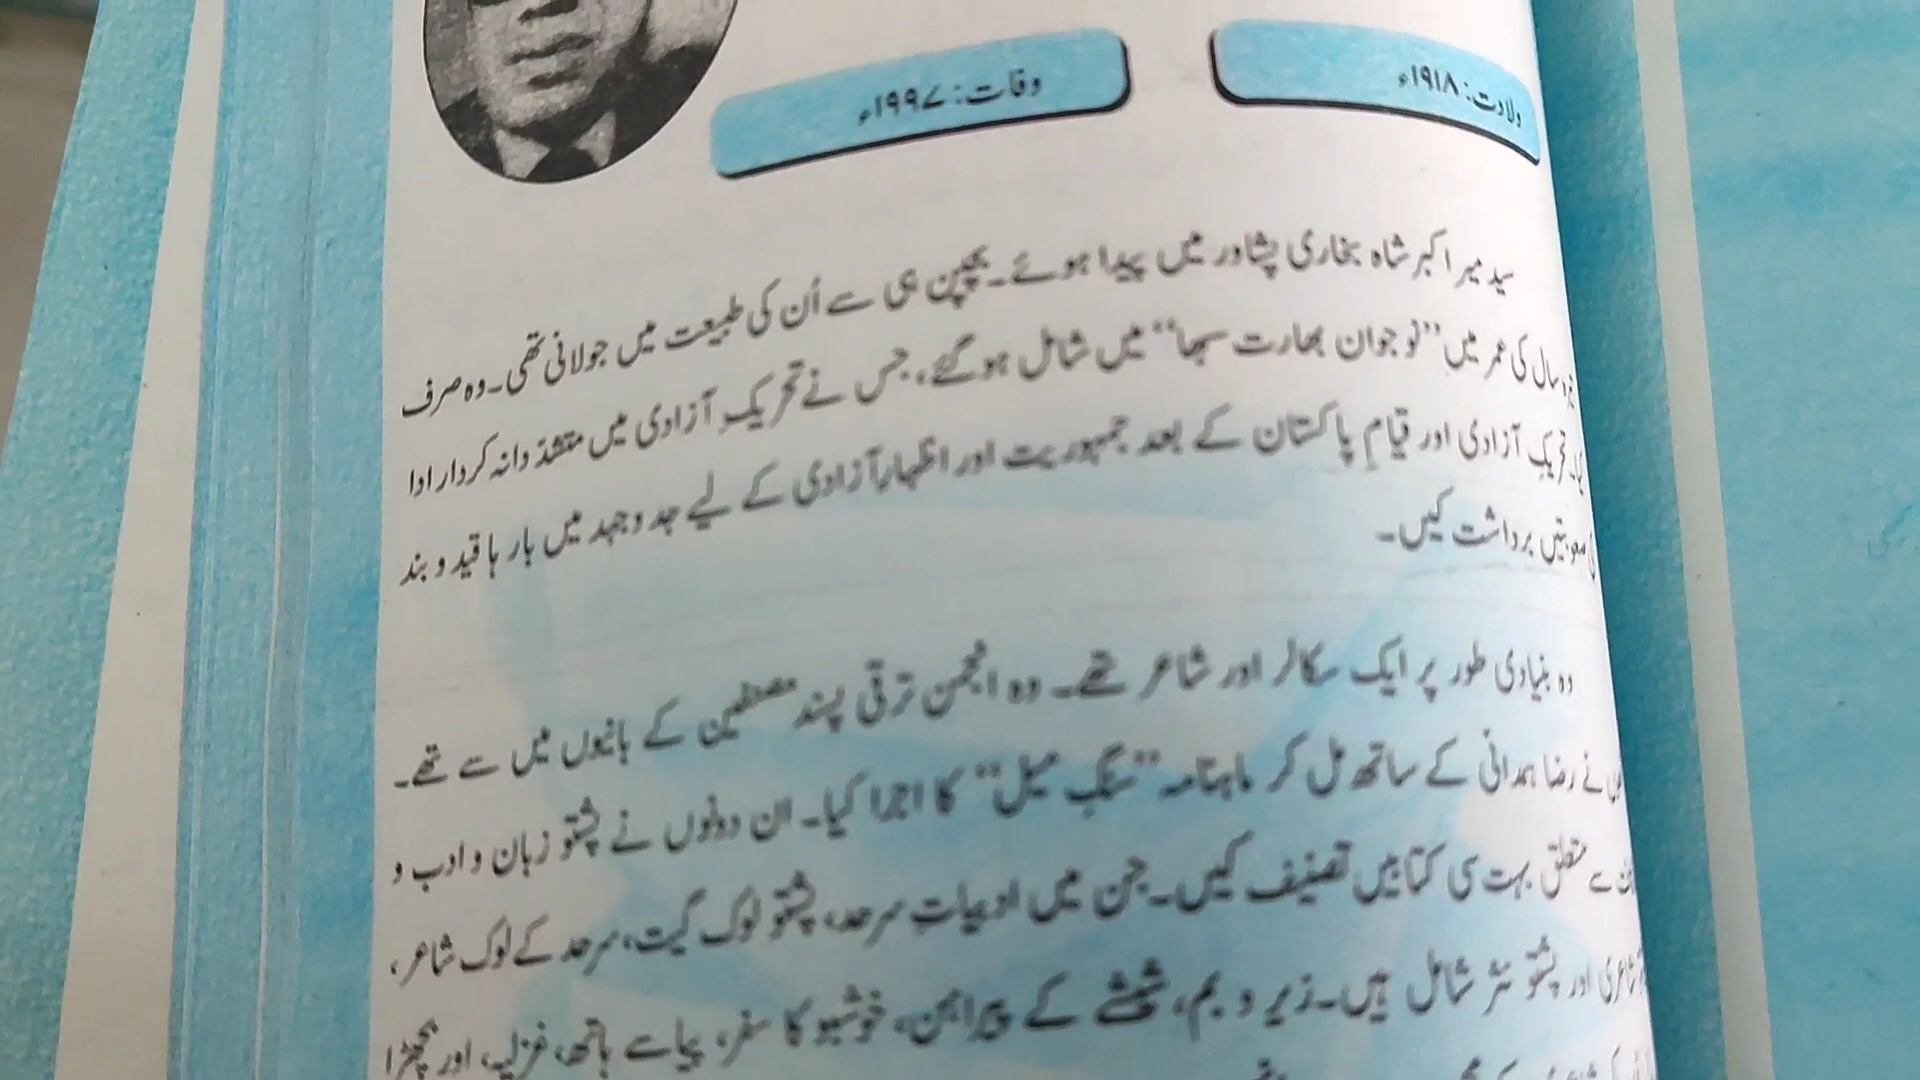 ولادت: ۱۹۱۸ء
وفات: ۱۹۹۷ء
سید میر اکبر شاہ بخاری پشاور میں پیدا ہوئے۔ بچپن ہی سے اُن کی طبیعت میں جولانی تھی۔ وہ صرف
سال کی عمر میں ”نوجوان بھارت سبھا“ میں شامل ہوگئے، جس نے تحریکِ آزادی میں متشدّدانہ کردار ادا
تحریکِ آزادی اور قیامِ پاکستان کے بعد جمہوریت اور اظہارِ آزادی کے لیے جدوجہد میں بار ہا قید و بند
صعوبتیں برداشت کیں۔
وہ بنیادی طور پر ایک سکالر اور شاعر تھے۔ وہ انجمن ترقی پسند مصنفین کے بانیوں میں سے تھے۔
نے رضا ہمدانی کے ساتھ مل کر ماہنامہ ”سنگِ میل“ کا اجرا کیا۔ ان دونوں نے پشتو زبان و ادب و
سے متعلق بہت سی کتابیں تصنیف کیں۔ جن میں ادبیاتِ سرحد، پشتو لوک گیت، سرحد کے لوک شاعر،
شاعری اور پشتو نثر شامل ہیں۔ زیر و بم، شیشے کے پیراہن، خوشبو کا سفر، پیاسے ہاتھ، غزلیہ، اور بچھڑا